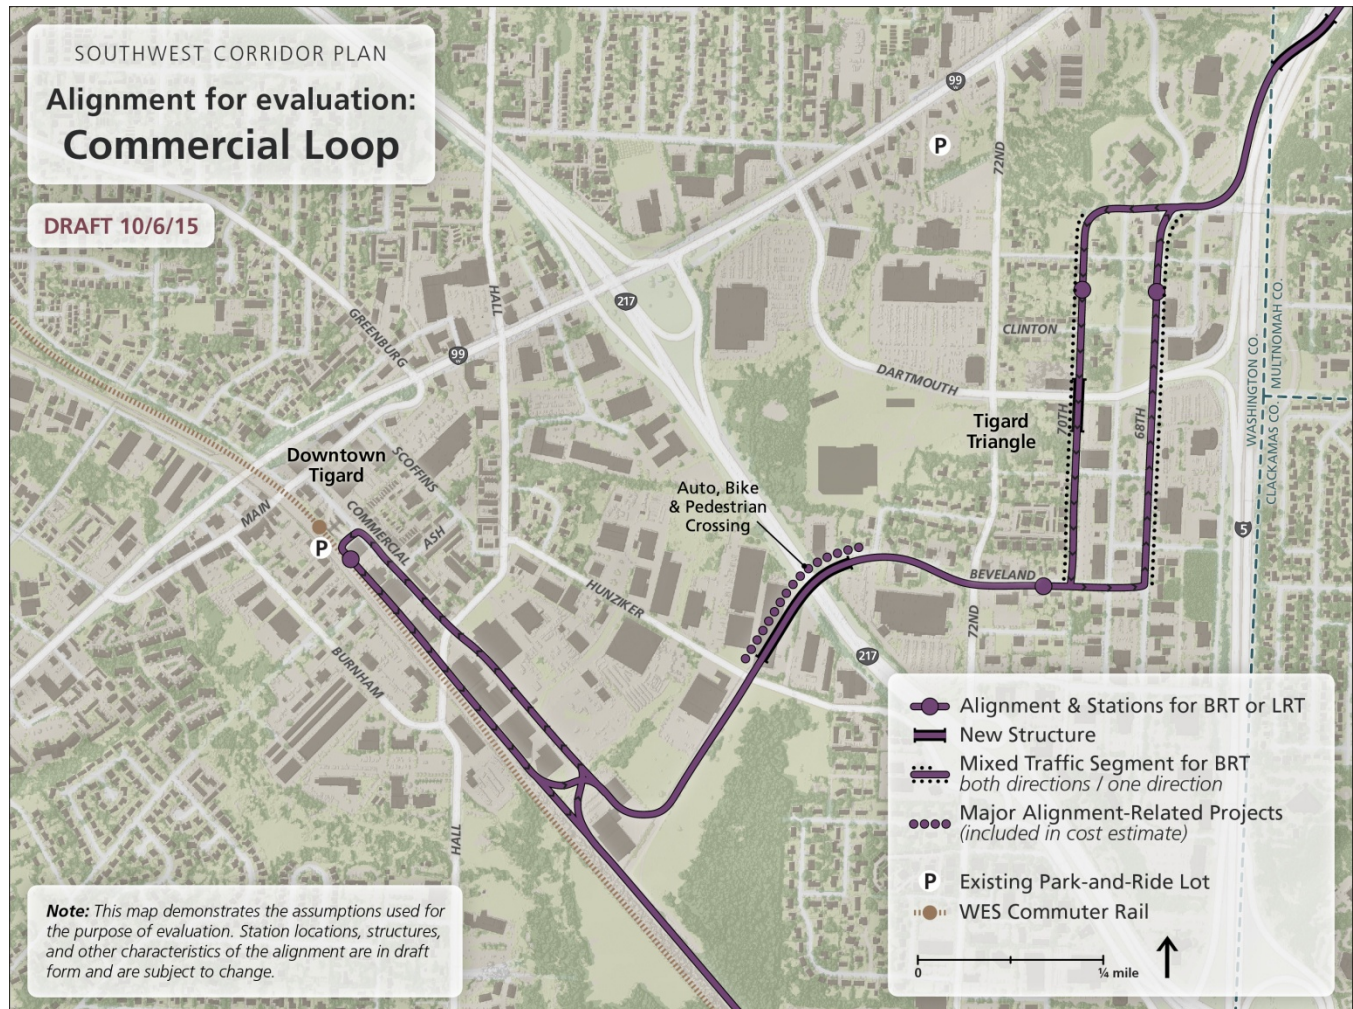 SOUTHWEST CORRIDOR PLAN
Alignment for evaluation:
Commercial Loop
DRAFT 10/6/15
99
W
P
72ND
217
HALL
GREENBURG
99
W
CLINTON
DARTMOUTH
WASHINGTON CO.
MULTNOMAH CO.
CLACKAMAS CO.
70TH
68TH
Tigard
Triangle
Downtown
Tigard
SCOFFINS
MAIN
COMMERCIAL
ASH
P
Auto, Bike
& Pedestrian
Crossing
5
HUNZIKER
BEVELAND
72ND
217
BURNHAM
HALL
Alignment & Stations for BRT or LRT
New Structure
Mixed Traffic Segment for BRT
both directions / one direction
Major Alignment-Related Projects
(included in cost estimate)
P Existing Park-and-Ride Lot
WES Commuter Rail
0 ¼ mile
Note: This map demonstrates the assumptions used for
the purpose of evaluation. Station locations, structures,
and other characteristics of the alignment are in draft
form and are subject to change.